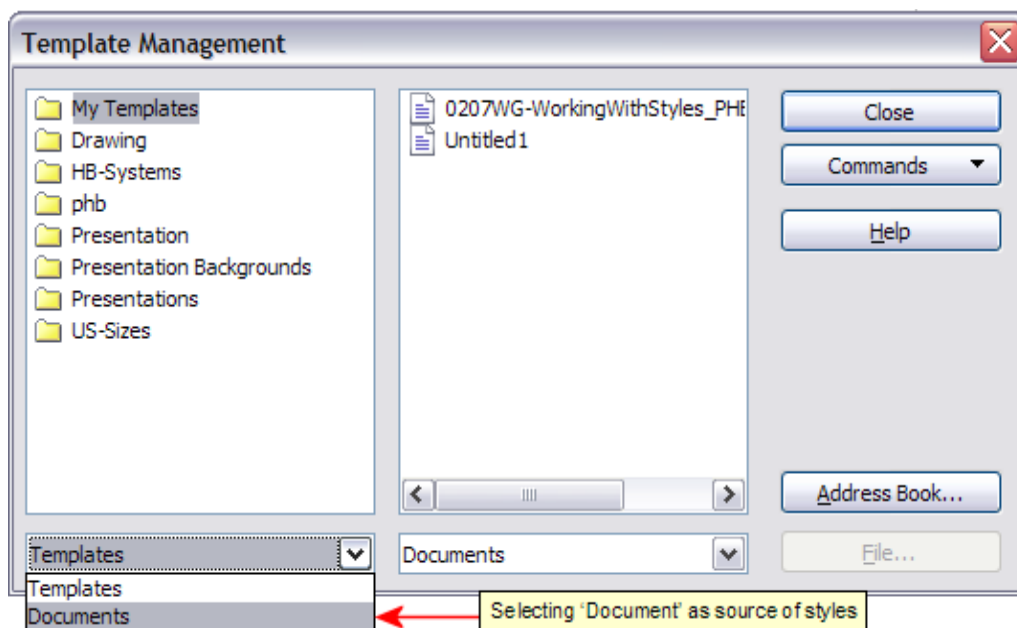 Template Management
My Templates
Drawing
HB-Systems
phb
Presentation
Presentation Backgrounds
Presentations
US-Sizes
0207WG-WorkingWithStyles_PHB
Untitled1
Close
Commands
Help
Address Book...
File...
Templates
Documents
Templates
Documents
Selecting ‘Document’ as source of styles